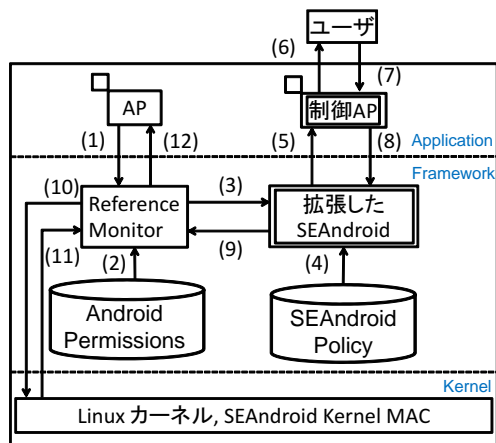 ユーザ
(6)
(7)
AP
制御AP
(1)
(12)
(5)
(8)
Application
Framework
(10)
(3)
Reference
Monitor
拡張した
SEAndroid
(11)
(2)
(9)
(4)
Android
Permissions
SEAndroid
Policy
Kernel
Linux カーネル, SEAndroid Kernel MAC